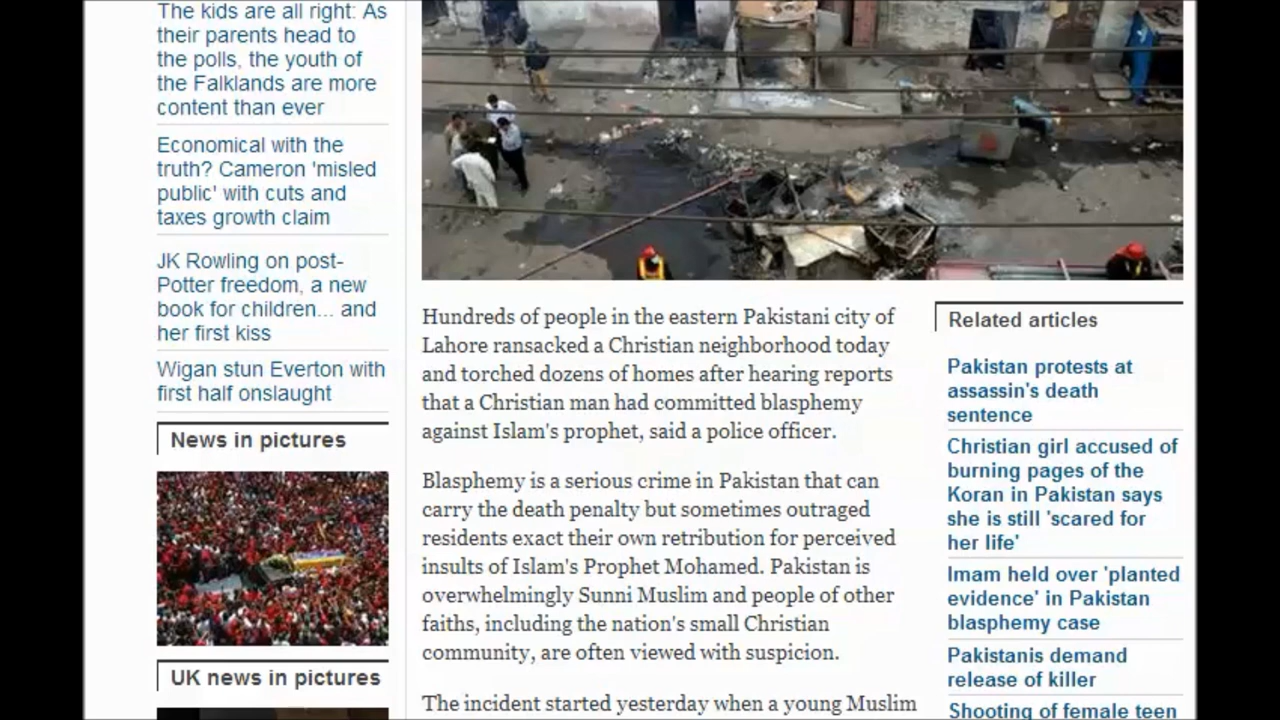 The kids are all right: As
their parents head to
the polls, the youth of
the Falklands are more
content than ever
Economical with the
truth? Cameron 'misled
public' with cuts and
taxes growth claim
JK Rowling on post-
Potter freedom, a new
book for children... and
her first kiss
Wigan stun Everton with
first half onslaught
News in pictures
UK news in pictures
Hundreds of people in the eastern Pakistani city of
Lahore ransacked a Christian neighborhood today
and torched dozens of homes after hearing reports
that a Christian man had committed blasphemy
against Islam's prophet, said a police officer.
Blasphemy is a serious crime in Pakistan that can
carry the death penalty but sometimes outraged
residents exact their own retribution for perceived
insults of Islam's Prophet Mohamed. Pakistan is
overwhelmingly Sunni Muslim and people of other
faiths, including the nation's small Christian
community, are often viewed with suspicion.
The incident started yesterday when a young Muslim
Related articles
Pakistan protests at
assassin's death
sentence
Christian girl accused of
burning pages of the
Koran in Pakistan says
she is still 'scared for
her life'
Imam held over 'planted
evidence' in Pakistan
blasphemy case
Pakistanis demand
release of killer
Shooting of female teen